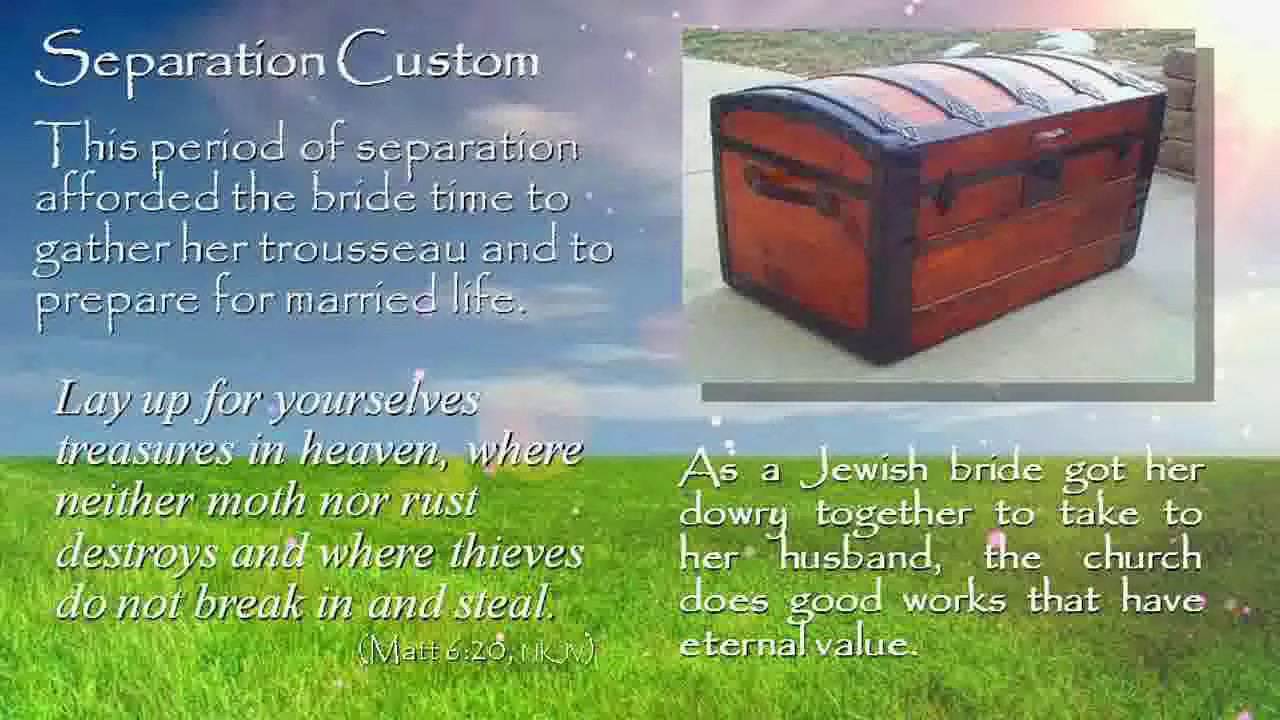 Separation Custom
This period of separation
afforded the bride time to
gather her trousseau and to
prepare for married life.
Lay up for yourselves
treasures in heaven, where
neither moth nor rust
destroys and where thieves
do not break in and steal.
(Matt 6:20, NKJV)
As a Jewish bride got her
dowry together to take to
her husband, the church
does good works that have
eternal value.